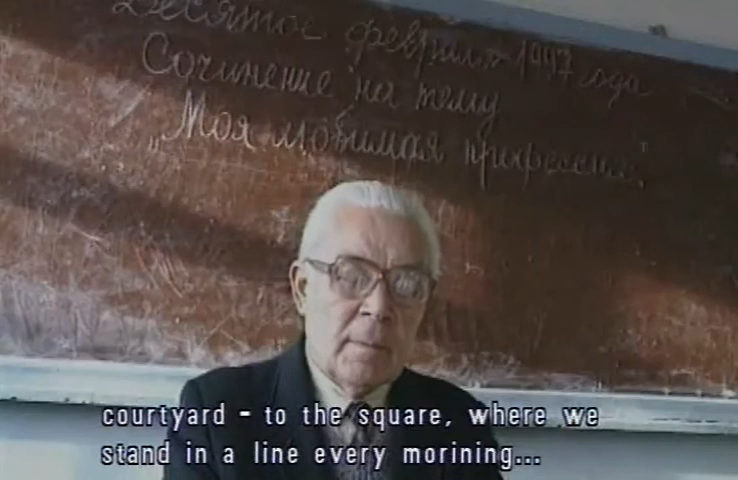 Десятое февраля 1997 года
Сочинение на тему
"Моя любимая профессия"
courtyard - to the square, where we
stand in a line every morining...